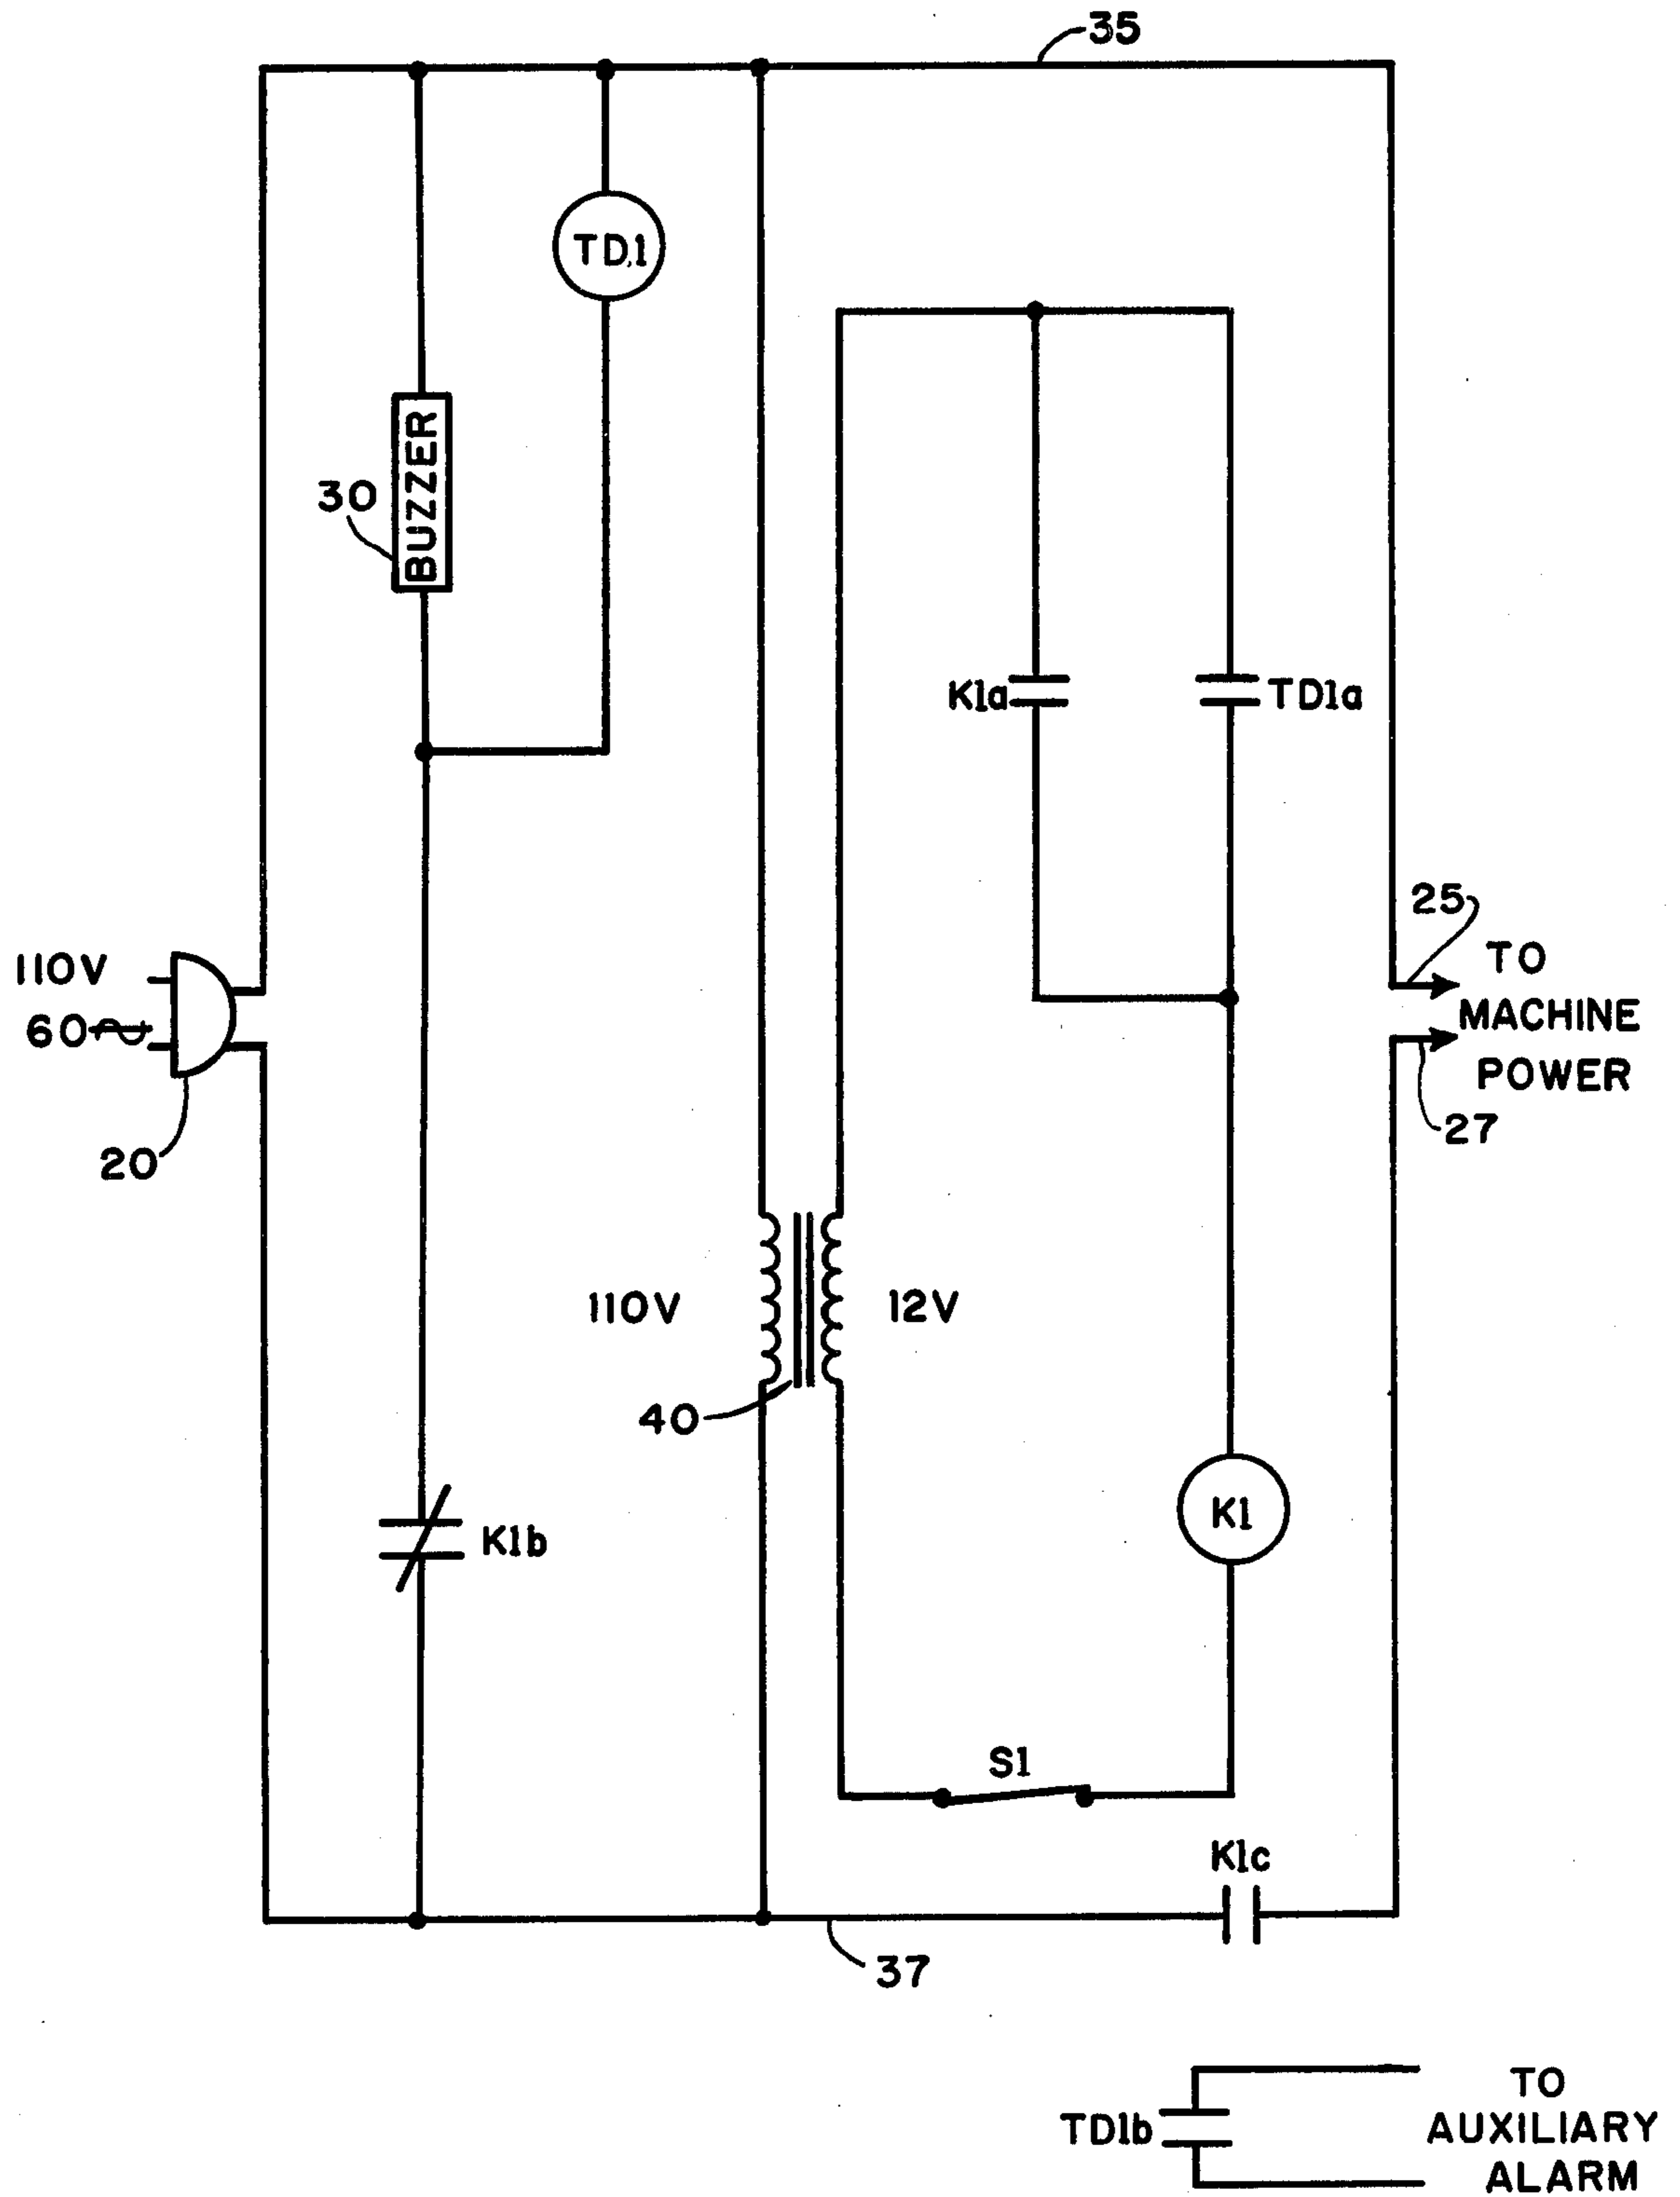 35
TD1
BUZZER
30
K1a
TD1a
25
TO
MACHINE
POWER
27
110V
60
20
110V
12V
40
K1b
K1
S1
K1c
37
TD1b
TO
AUXILIARY
ALARM